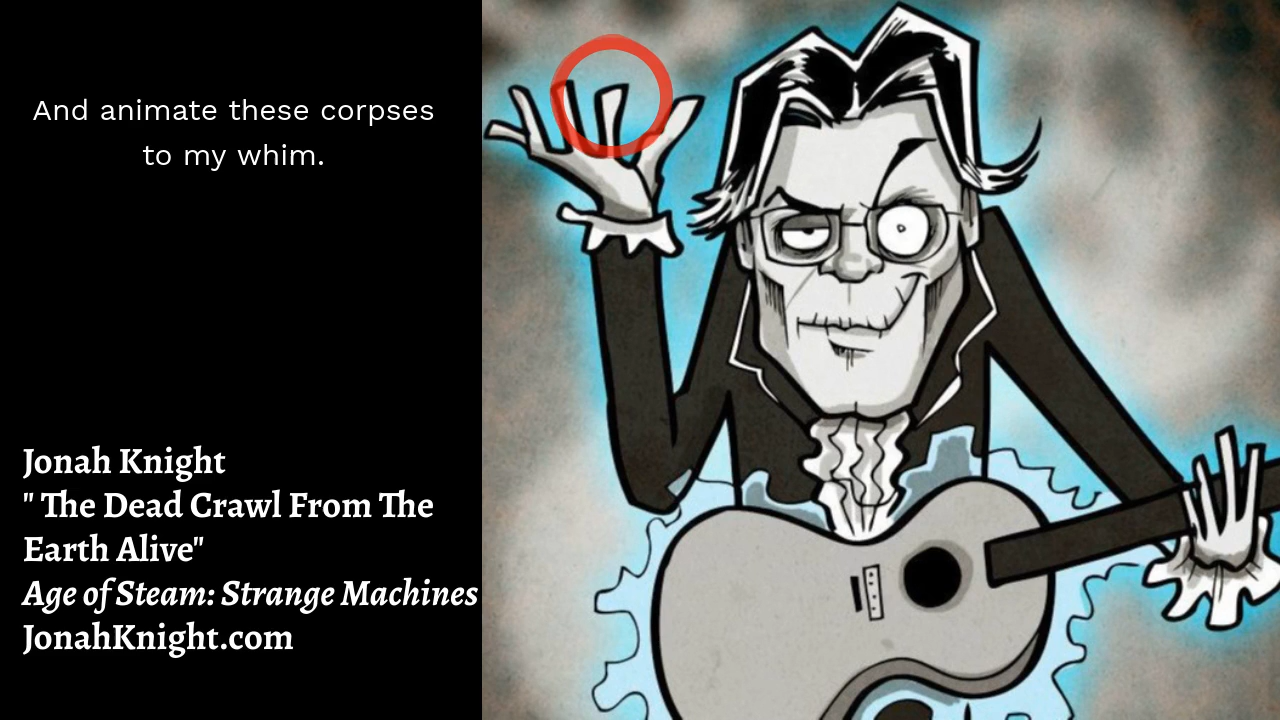 And animate these corpses
to my whim.
Jonah Knight
" The Dead Crawl From The
Earth Alive"
Age of Steam: Strange Machines
JonahKnight.com